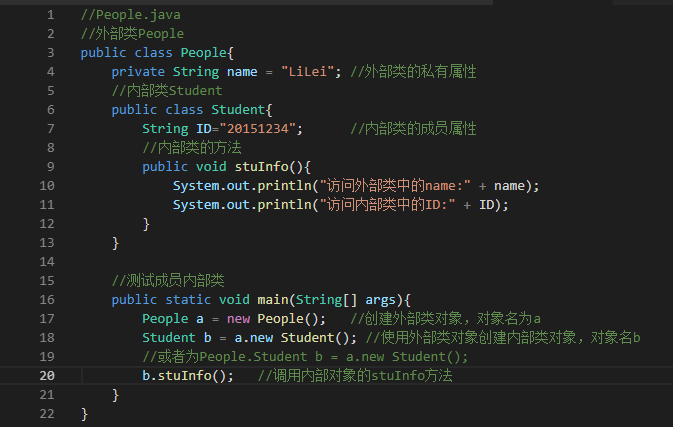 1 //People.java
2 //外部类People
3 public class People{
4     private String name = "LiLei"; //外部类的私有属性
5     //内部类Student
6     public class Student{
7         String ID="20151234";      //内部类的成员属性
8         //内部类的方法
9         public void stuInfo(){
10             System.out.println("访问外部类中的name:" + name);
11             System.out.println("访问内部类中的ID:" + ID);
12         }
13     }
14
15     //测试成员内部类
16     public static void main(String[] args){
17         People a = new People();   //创建外部类对象，对象名为a
18         Student b = a.new Student(); //使用外部类对象创建内部类对象，对象名b
19         //或者为People.Student b = a.new Student();
20         b.stuInfo();   //调用内部对象的stuInfo方法
21     }
22 }